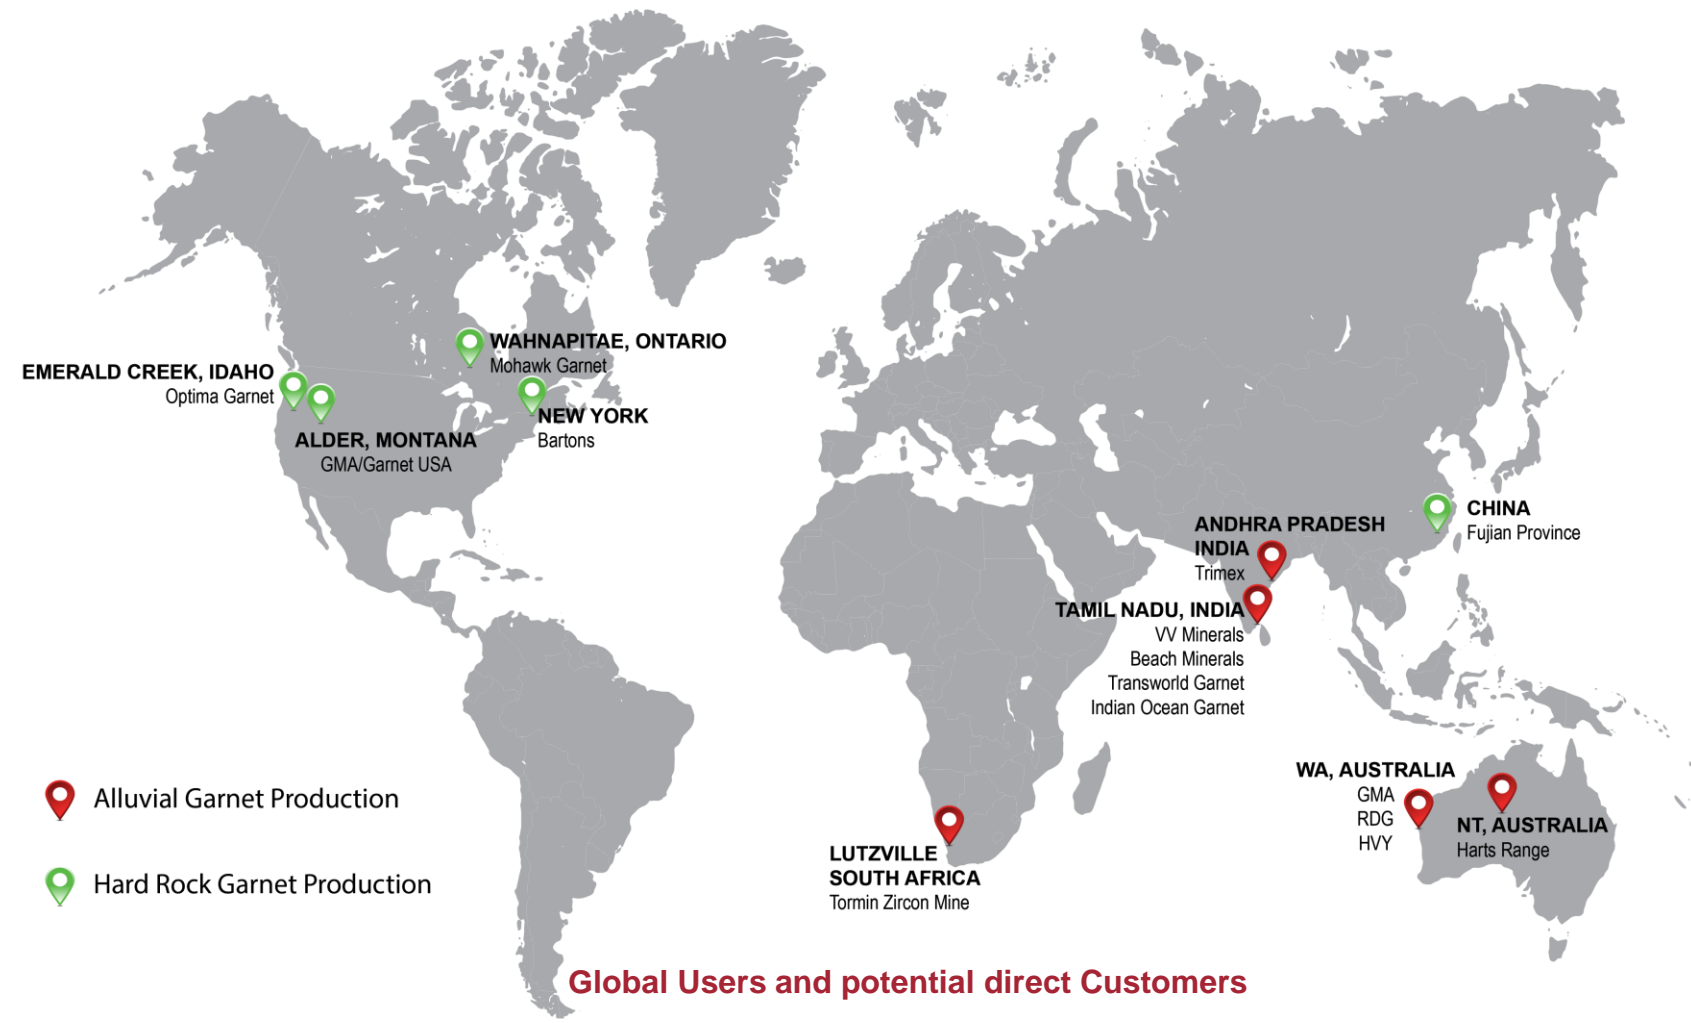 WAHNAPITAE, ONTARIO
Mohawk Garnet
EMERALD CREEK, IDAHO
Optima Garnet
NEW YORK
Bartons
ALDER, MONTANA
GMA/Garnet USA
CHINA
Fujian Province
ANDHRA PRADESH
INDIA
Trimex
TAMIL NADU, INDIA
VV Minerals
Beach Minerals
Transworld Garnet
Indian Ocean Garnet
WA, AUSTRALIA
GMA
RDG
HVY
NT, AUSTRALIA
Harts Range
LUTZVILLE
SOUTH AFRICA
Tormin Zircon Mine
Alluvial Garnet Production
Hard Rock Garnet Production
Global Users and potential direct Customers